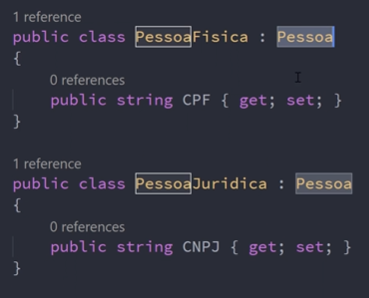 1 reference
public class PessoaFisica : Pessoa
{
0 references
public string CPF { get; set; }
}
1 reference
public class PessoaJuridica : Pessoa
{
0 references
public string CNPJ { get; set; }
}